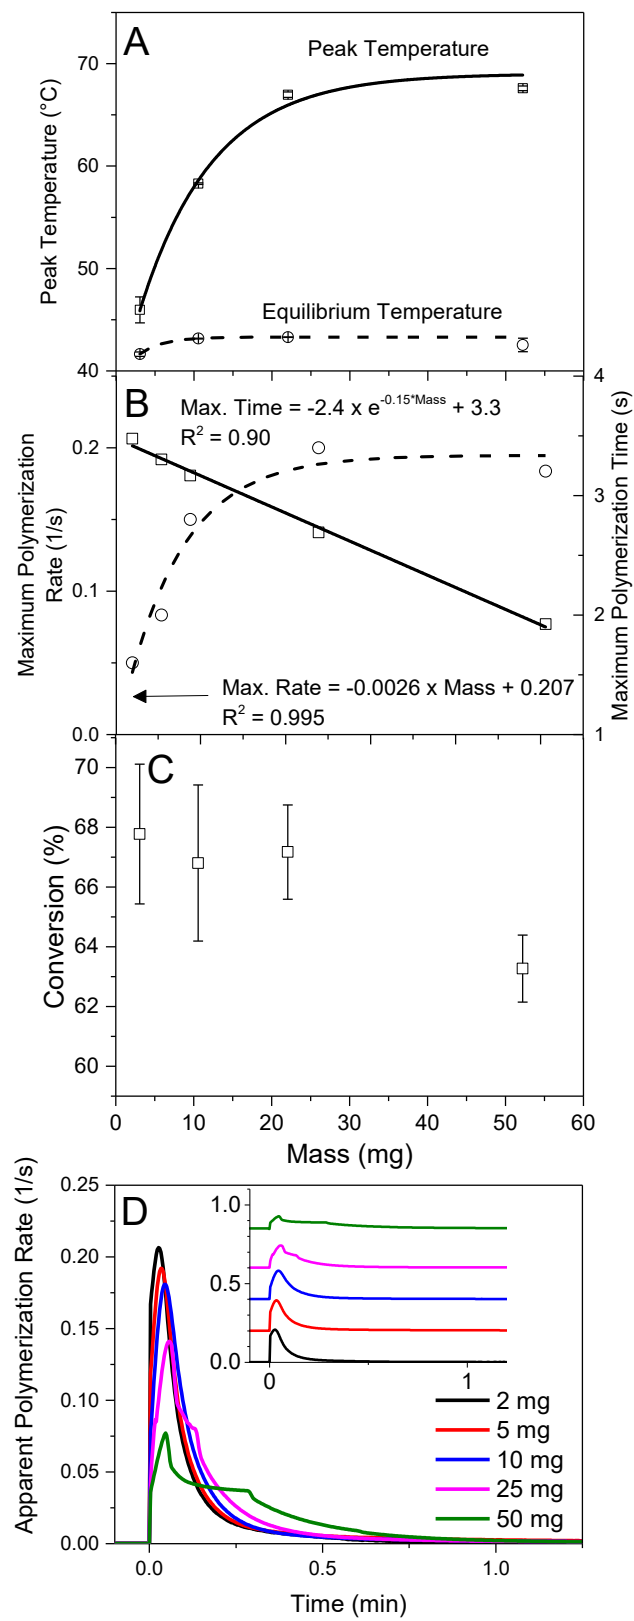 A
Peak Temperature
Peak Temperature (°C)
70
60
50
40
Equilibrium Temperature
B
Max. Time = -2.4 x e^-0.15*Mass + 3.3
R² = 0.90
Maximum Polymerization
Rate (1/s)
0.2
0.1
0.0
4
3
2
1
Maximum Polymerization Time (s)
Max. Rate = -0.0026 x Mass + 0.207
R² = 0.995
C
Conversion (%)
70
68
66
64
62
60
0 10 20 30 40 50 60
Mass (mg)
D
Apparent Polymerization Rate (1/s)
0.25
0.20
0.15
0.10
0.05
0.00
1.0
0.5
0.0
0 1
2 mg
5 mg
10 mg
25 mg
50 mg
0.0 0.5 1.0
Time (min)